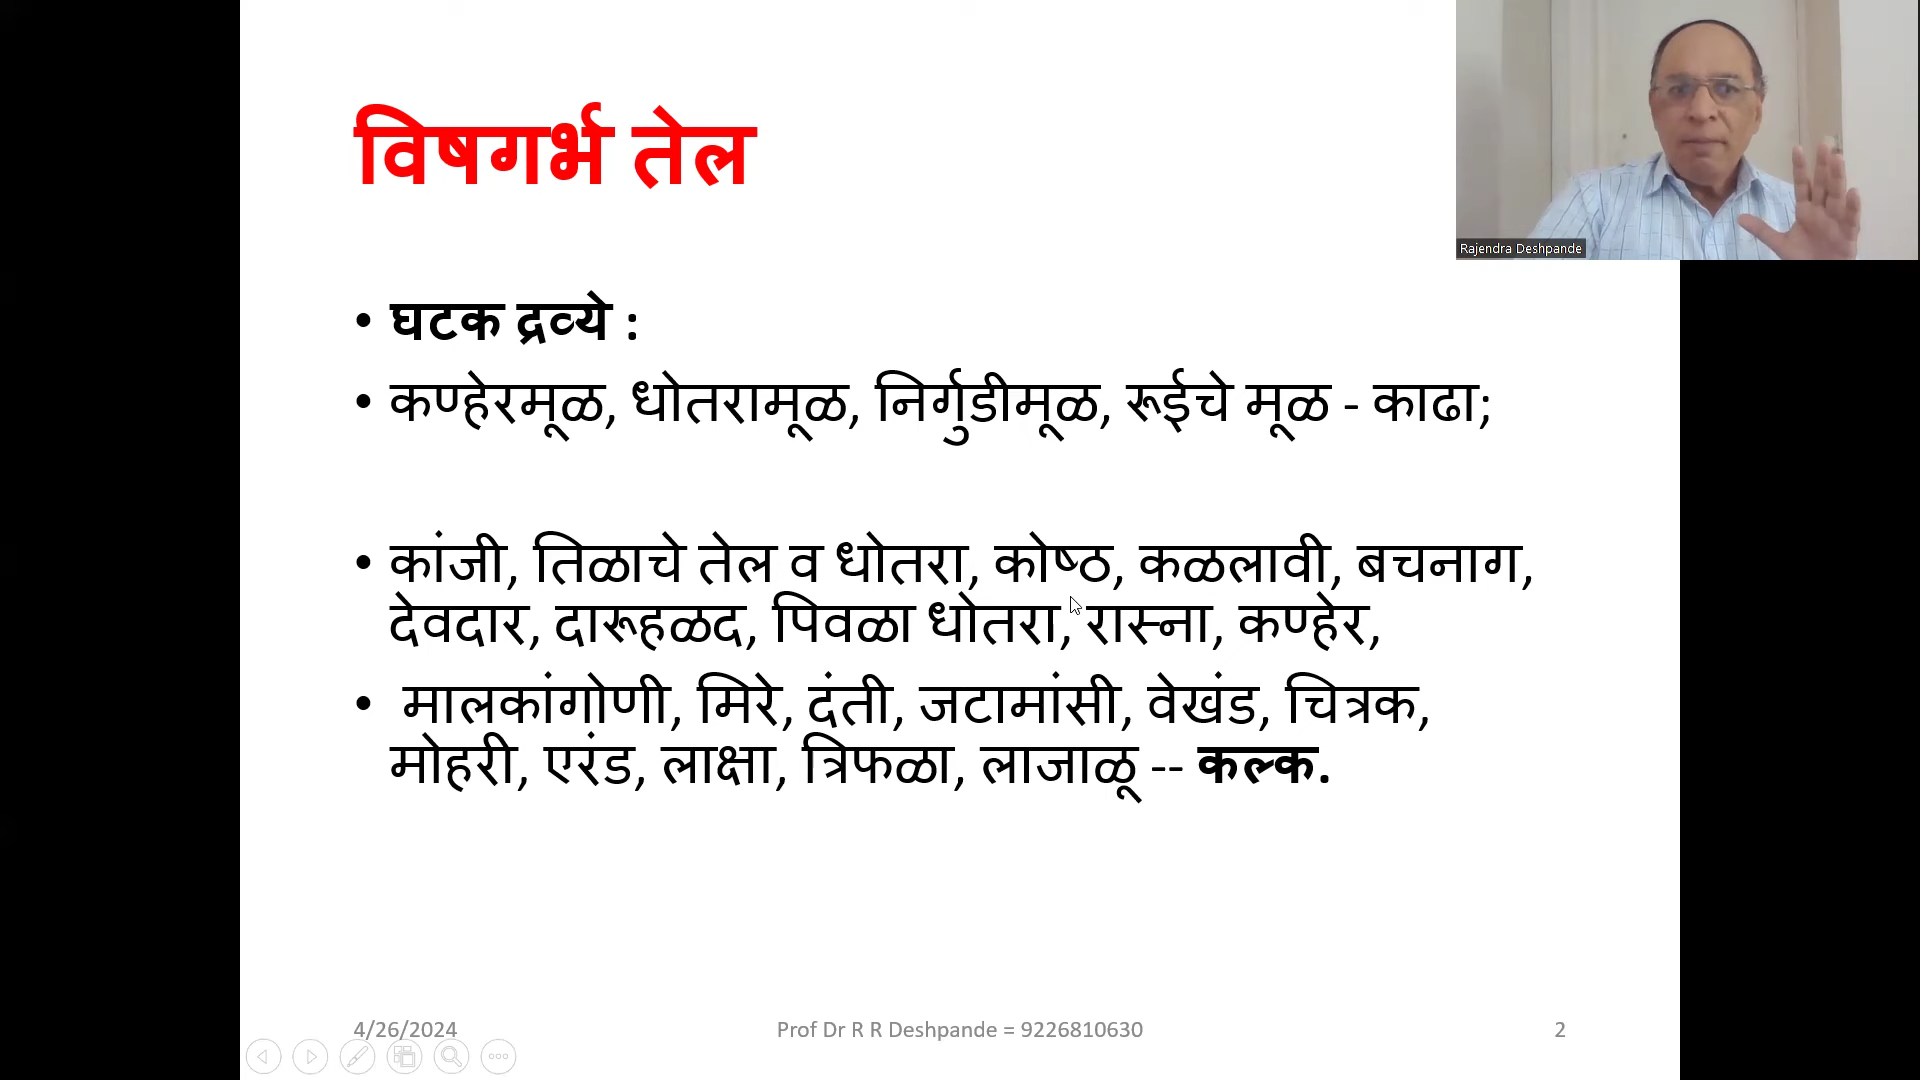 विषगर्भ तेल
Rajendra Deshpande
• घटक द्रव्ये :
• कण्हेरमूळ, धोतरामूळ, निर्गुडीमूळ, रूईचे मूळ - काढा;
• कांजी, तिळाचे तेल व धोतरा, कोष्ठ, कळलावी, बचनाग,
देवदार, दारूहळद, पिवळा धोतरा, रास्ना, कण्हेर,
• मालकांगोणी, मिरे, दंती, जटामांसी, वेखंड, चित्रक,
मोहरी, एरंड, लाक्षा, त्रिफळा, लाजाळू -- कल्क.
4/26/2024
Prof Dr R R Deshpande = 9226810630
2